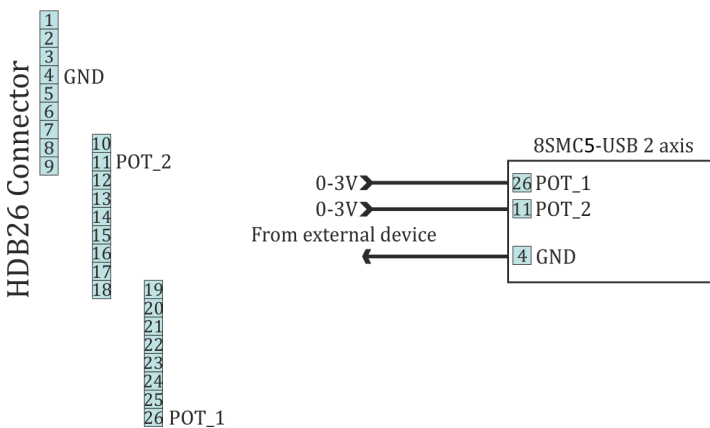 HDB26 Connector
1
2
3
4 GND
5
6
7
8
9
10
11 POT_2
12
13
14
15
16
17
18
19
20
21
22
23
24
25
26 POT_1
8SMC5-USB 2 axis
0-3V 26 POT_1
0-3V 11 POT_2
From external device
4 GND